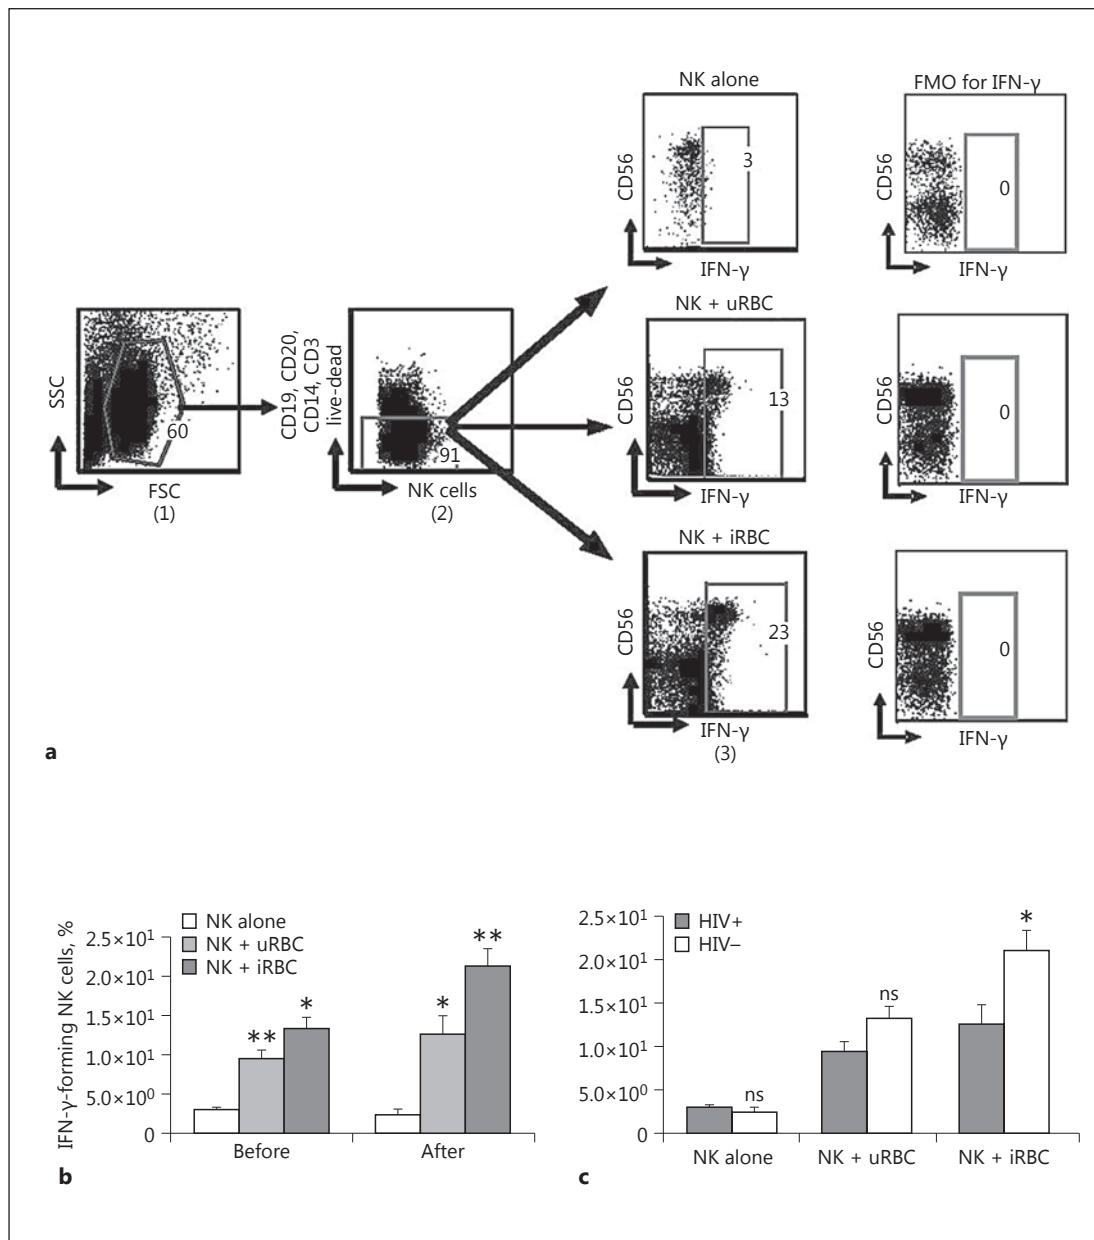 NK alone
CD56
3
IFN-γ
FMO for IFN-γ
CD56
0
IFN-γ
SSC
60
FSC
(1)
CD19, CD20,
CD14, CD3
live-dead
91
NK cells
(2)
NK + uRBC
CD56
13
IFN-γ
CD56
0
IFN-γ
NK + iRBC
CD56
23
IFN-γ
(3)
CD56
0
IFN-γ
a
IFN-γ-forming NK cells, %
NK alone
NK + uRBC
NK + iRBC
2.5×10¹
2.0×10¹
1.5×10¹
1.0×10¹
5.0×10⁰
0
**
*
*
**
Before
After
b
HIV+
HIV–
2.5×10¹
2.0×10¹
1.5×10¹
1.0×10¹
5.0×10⁰
0
ns
ns
*
NK alone
NK + uRBC
NK + iRBC
c